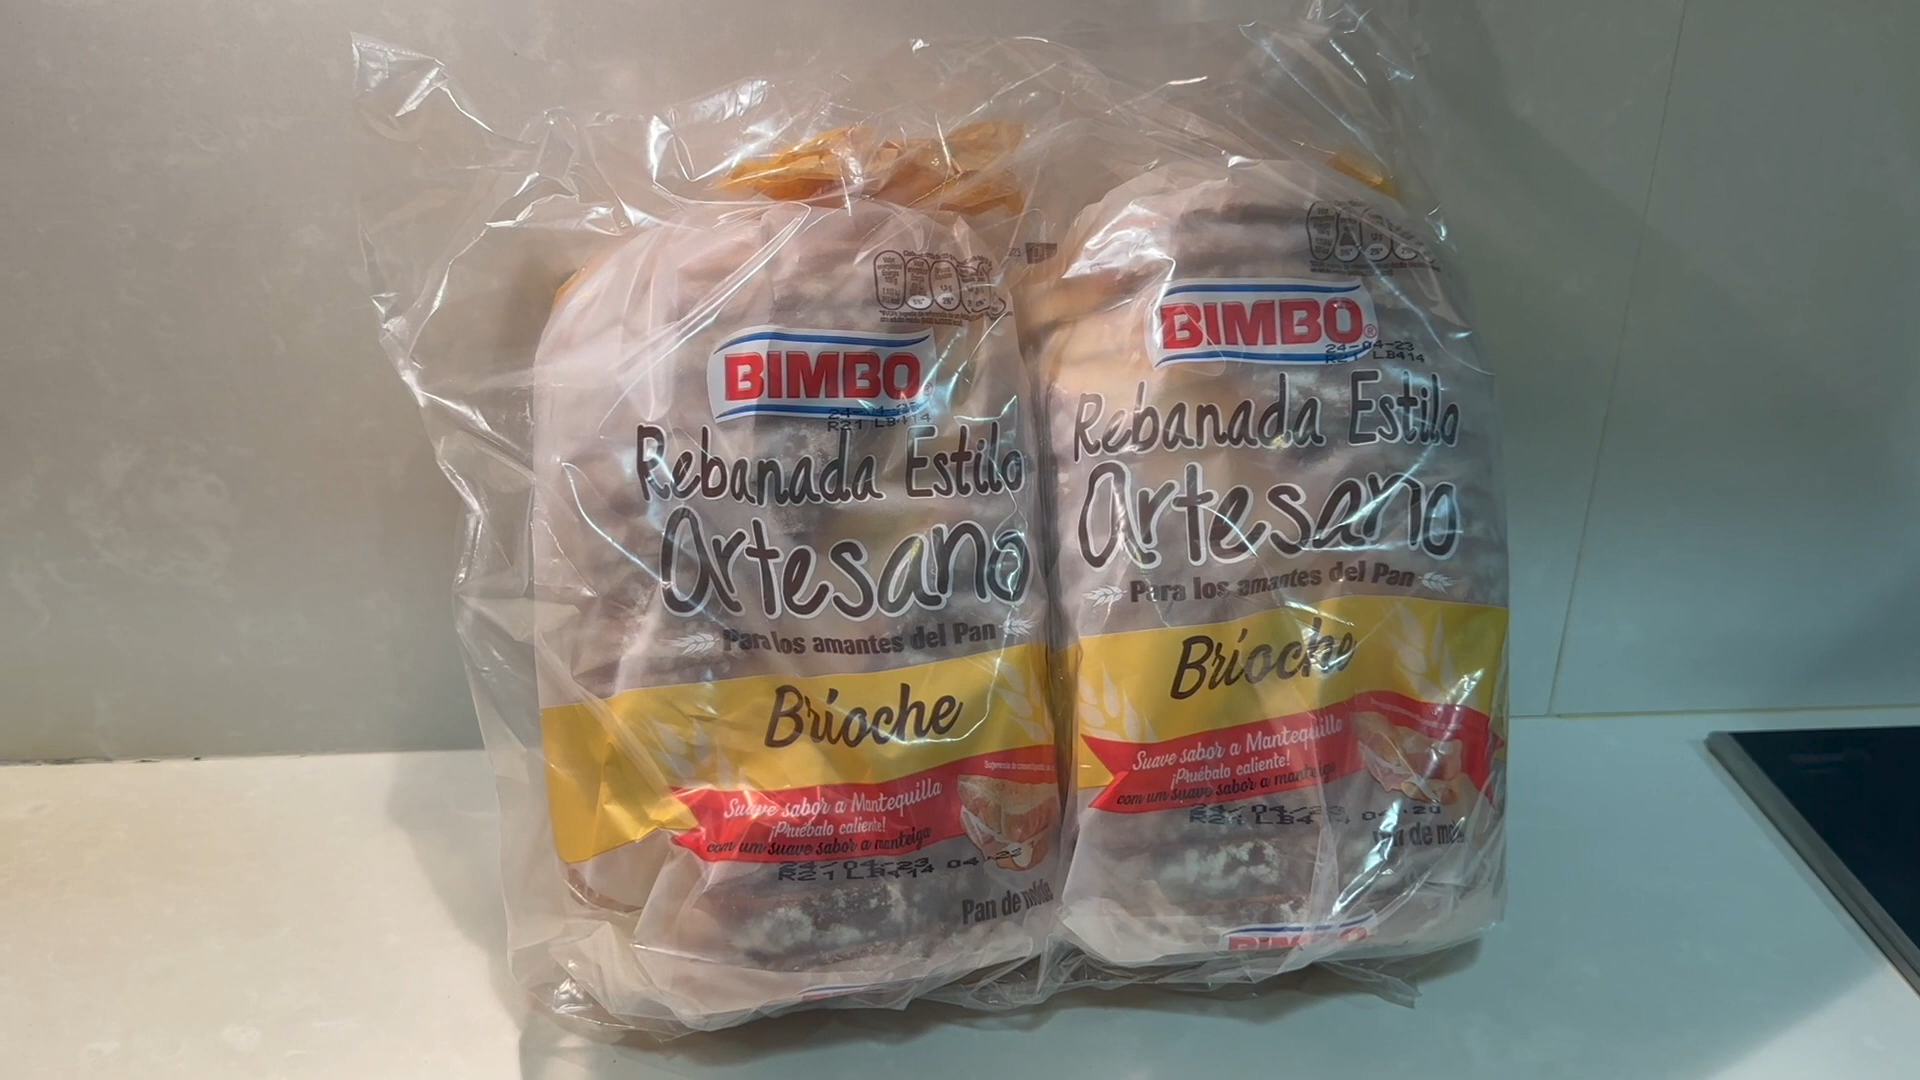 BIMBO
R21 LB414
Rebanada Estilo
Artesano
Para los amantes del Pan
Brioche
Suave sabor a Mantequilla
¡Pruébalo caliente!
com um suave sabor a manteiga
24-04-23
R21 LB414
Pan de molde
BIMBO®
24-04-23
R21 LB414
Rebanada Estilo
Artesano
Para los amantes del Pan
Brioche
Suave sabor a Mantequilla
¡Pruébalo caliente!
com um suave sabor a manteiga
24-04-23
de
BIMBO